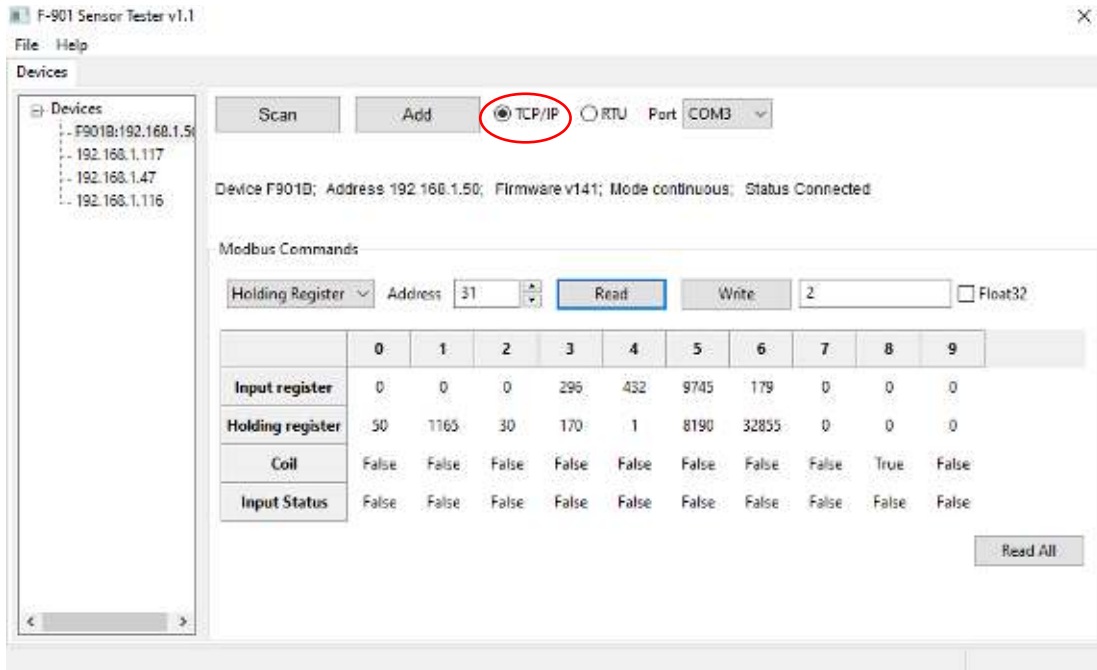 F-901 Sensor Tester v1.1
File Help
Devices
Devices
F901B:192.168.1.50
192.168.1.117
192.168.1.47
192.168.1.116
Scan Add TCP/IP RTU Port COM3
Device F901B; Address 192.168.1.50; Firmware v141; Mode continuous; Status Connected
Modbus Commands
Holding Register Address 31 Read Write 2 Float32
0 1 2 3 4 5 6 7 8 9
Input register 0 0 0 296 432 9745 179 0 0 0
Holding register 50 1165 30 170 1 8190 32855 0 0 0
Coil False False False False False False False False True False
Input Status False False False False False False False False False False
Read All